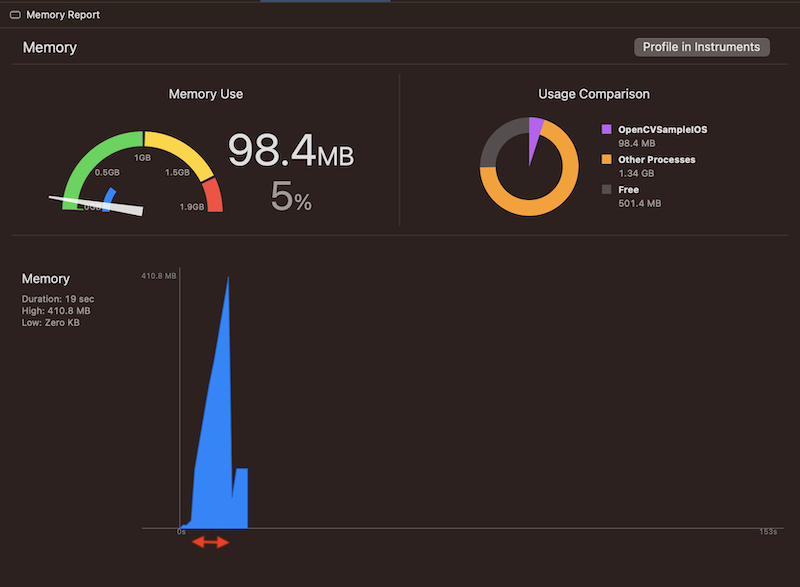 Memory Report
Memory
Profile in Instruments
Memory Use
0GB
0.5GB
1GB
1.5GB
1.9GB
98.4MB
5%
Usage Comparison
OpenCVSampleIOS
98.4 MB
Other Processes
1.34 GB
Free
501.4 MB
Memory
Duration: 19 sec
High: 410.8 MB
Low: Zero KB
410.8 MB
0s
153s